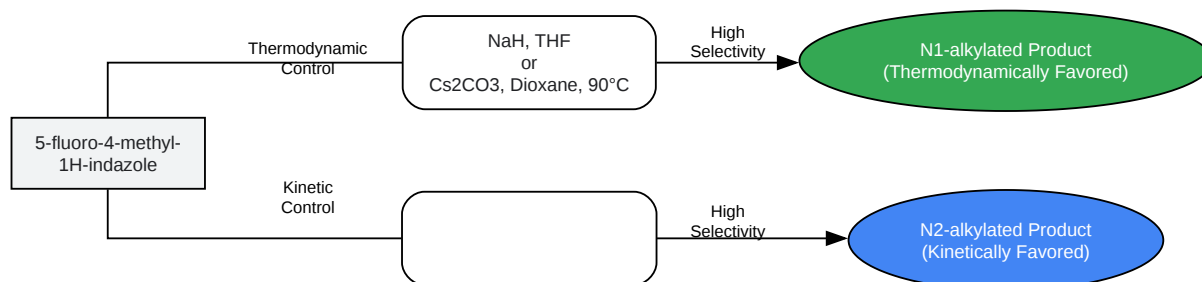 Thermodynamic
Control
NaH, THF
or
Cs2CO3, Dioxane, 90°C
High
Selectivity
N1-alkylated Product
(Thermodynamically Favored)
5-fluoro-4-methyl-
1H-indazole
Kinetic
Control
High
Selectivity
N2-alkylated Product
(Kinetically Favored)